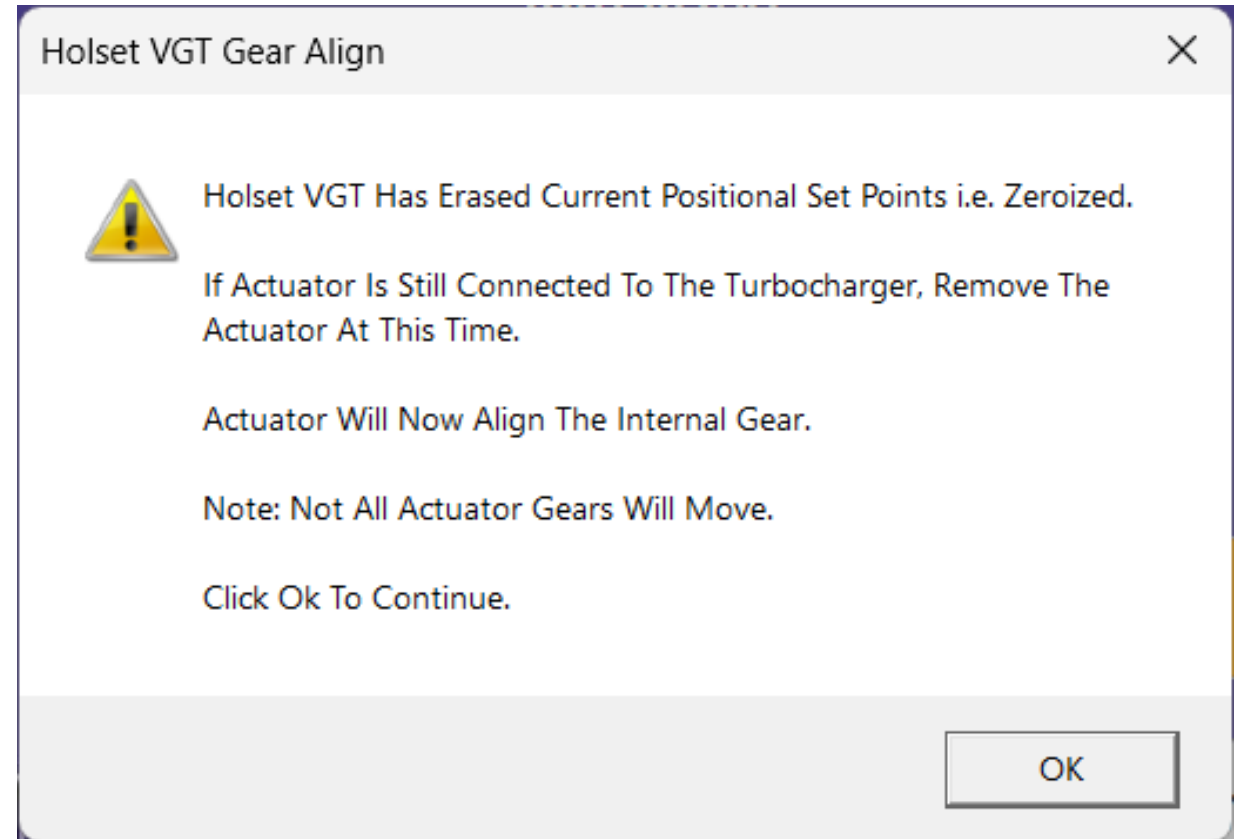 Holset VGT Gear Align
Holset VGT Has Erased Current Positional Set Points i.e. Zeroized.
If Actuator Is Still Connected To The Turbocharger, Remove The
Actuator At This Time.
Actuator Will Now Align The Internal Gear.
Note: Not All Actuator Gears Will Move.
Click Ok To Continue.
OK